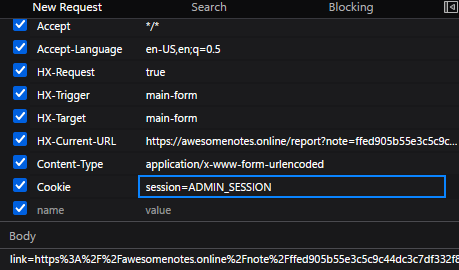 New Request Search Blocking
Accept */*
Accept-Language en-US,en;q=0.5
HX-Request true
HX-Trigger main-form
HX-Target main-form
HX-Current-URL https://awesomenotes.online/report?note=ffed905b55e3c5c9c...
Content-Type application/x-www-form-urlencoded
Cookie session=ADMIN_SESSION
name value
Body
link=https%3A%2F%2Fawesomenotes.online%2Fnote%2Fffed905b55e3c5c9c44dc3c7df332f8